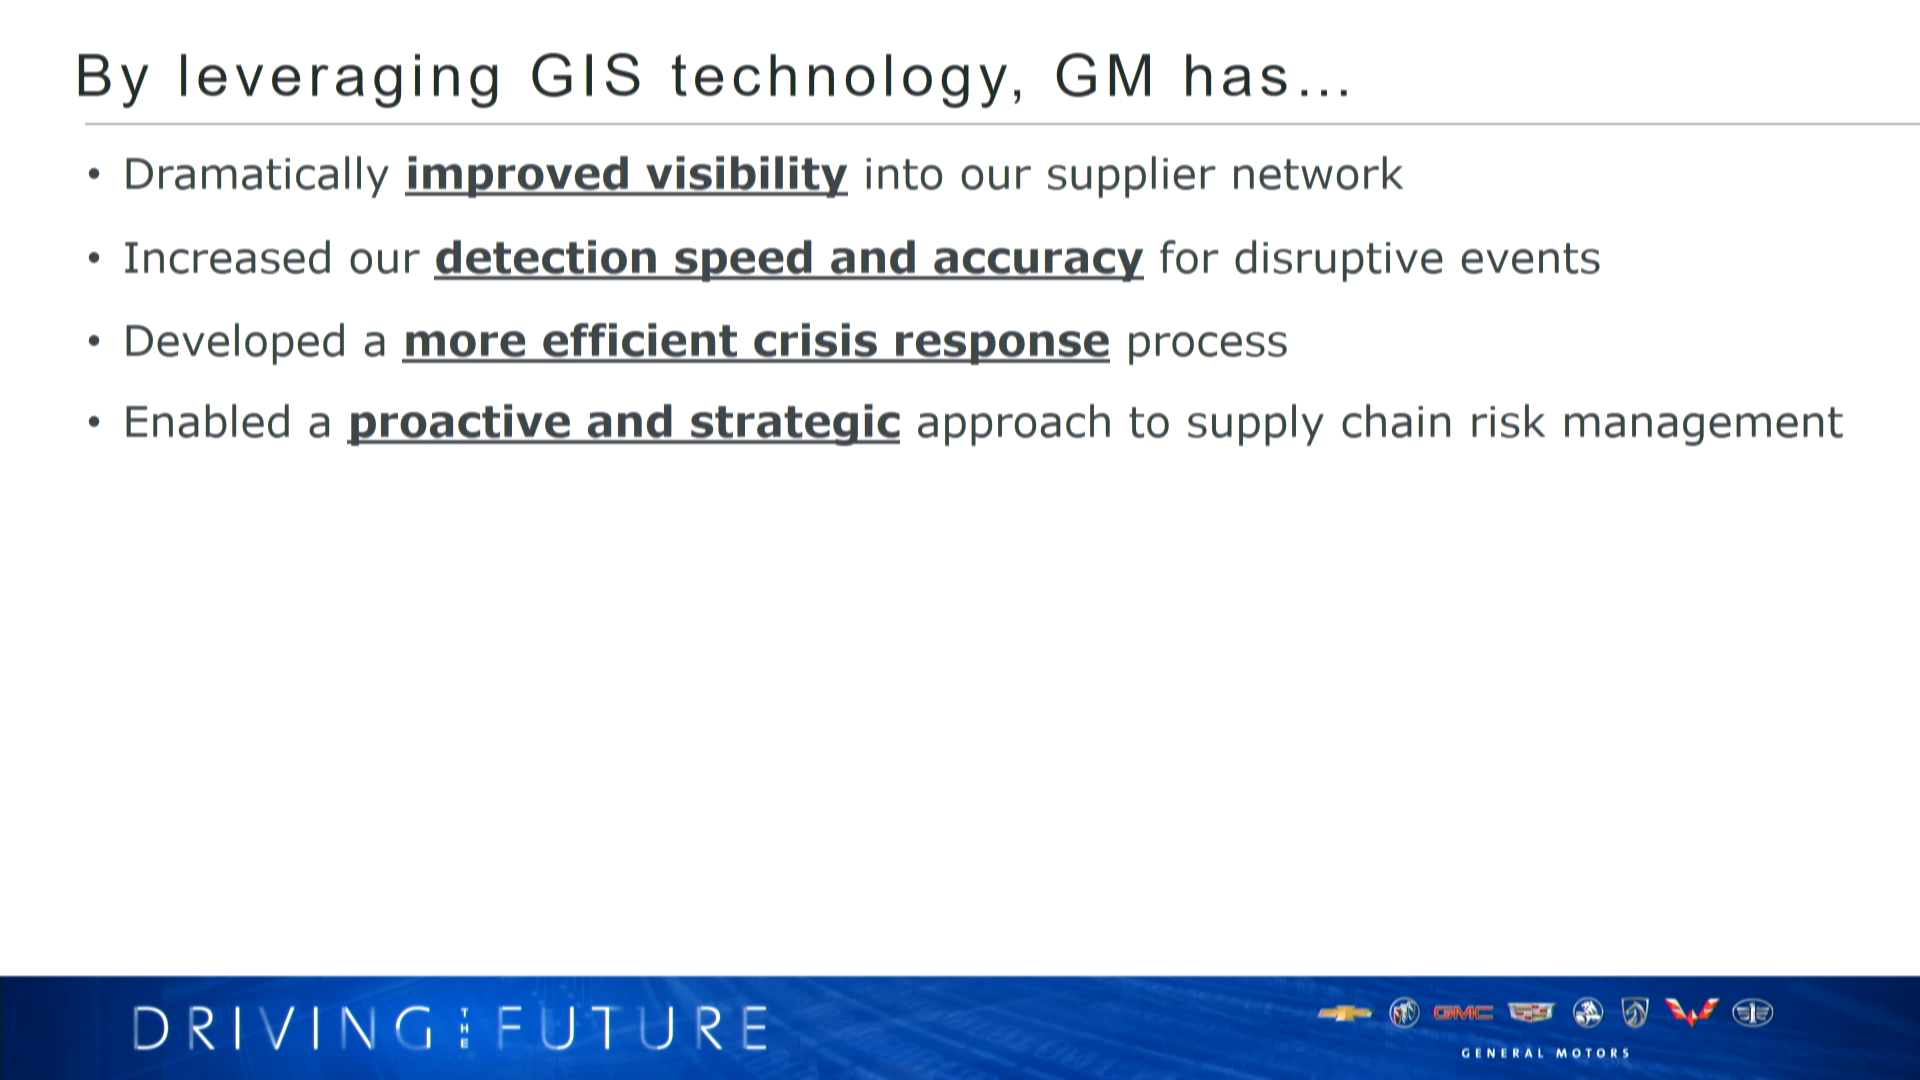 By leveraging GIS technology, GM has...
• Dramatically improved visibility into our supplier network
• Increased our detection speed and accuracy for disruptive events
• Developed a more efficient crisis response process
• Enabled a proactive and strategic approach to supply chain risk management
DRIVING THE FUTURE
GMC
GENERAL MOTORS